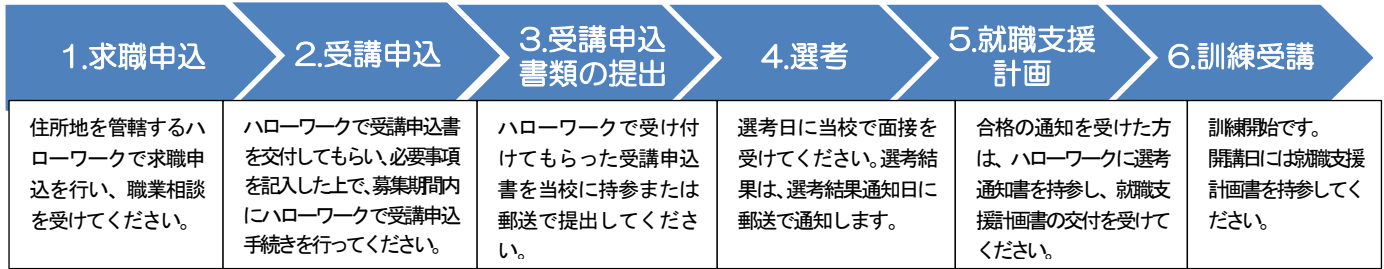 1.求職申込
2.受講申込
3.受講申込
書類の提出
4.選考
5.就職支援
計画
6.訓練受講
住所地を管轄するハ
ローワークで求職申
込を行い、職業相談
を受けてください。
ハローワークで受講申込書
を交付してもらい、必要事項
を記入した上で、募集期間内
にハローワークで受講申込
手続きを行ってください。
ハローワークで受け付
けてもらった受講申込
書を当校に持参または
郵送で提出してくださ
い。
選考日に当校で面接を
受けてください。選考結
果は、選考結果通知日に
郵送で通知します。
合格の通知を受けた方
は、ハローワークに選考
通知書を持参し、就職支
援計画書の交付を受けて
ください。
訓練開始です。
開講日には就職支援
計画書を持参してく
ださい。